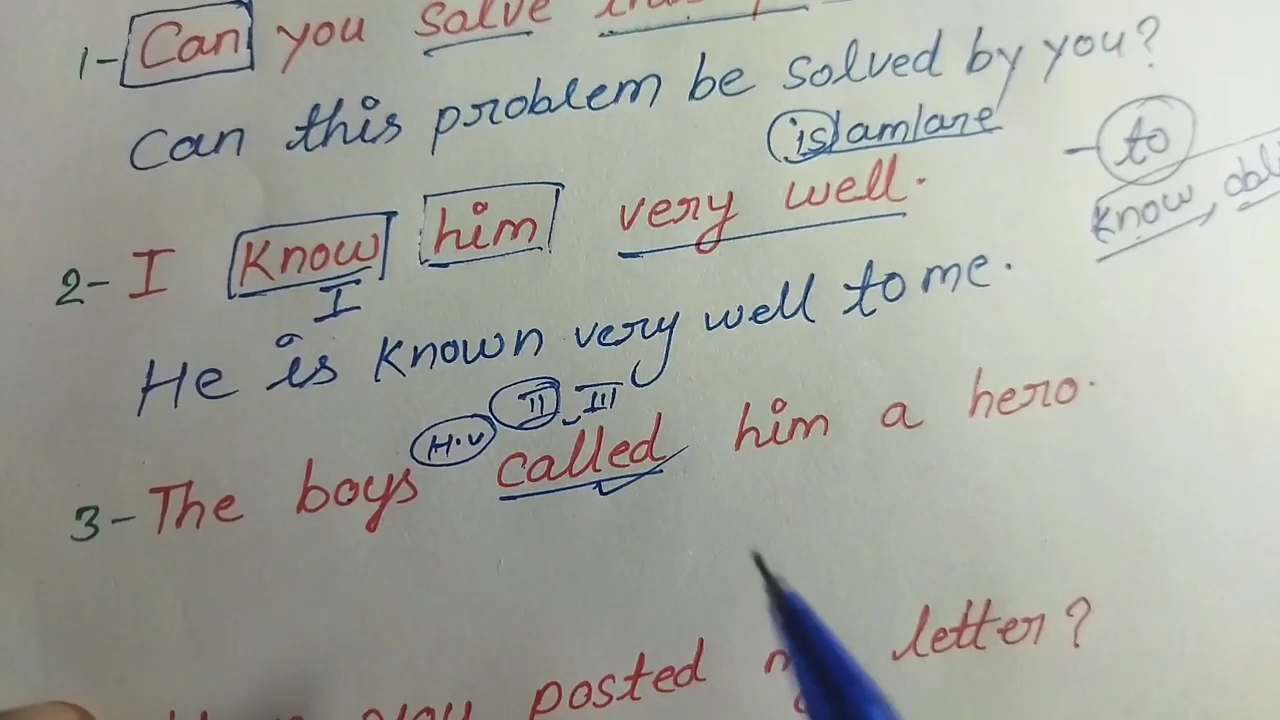 1- Can you solve
Can this problem be solved by you?
is/am/are
- to
know,
2- I know him very well.
I
He is known very well to me.
II, III
H.V
3- The boys called him a hero.
you posted letter?